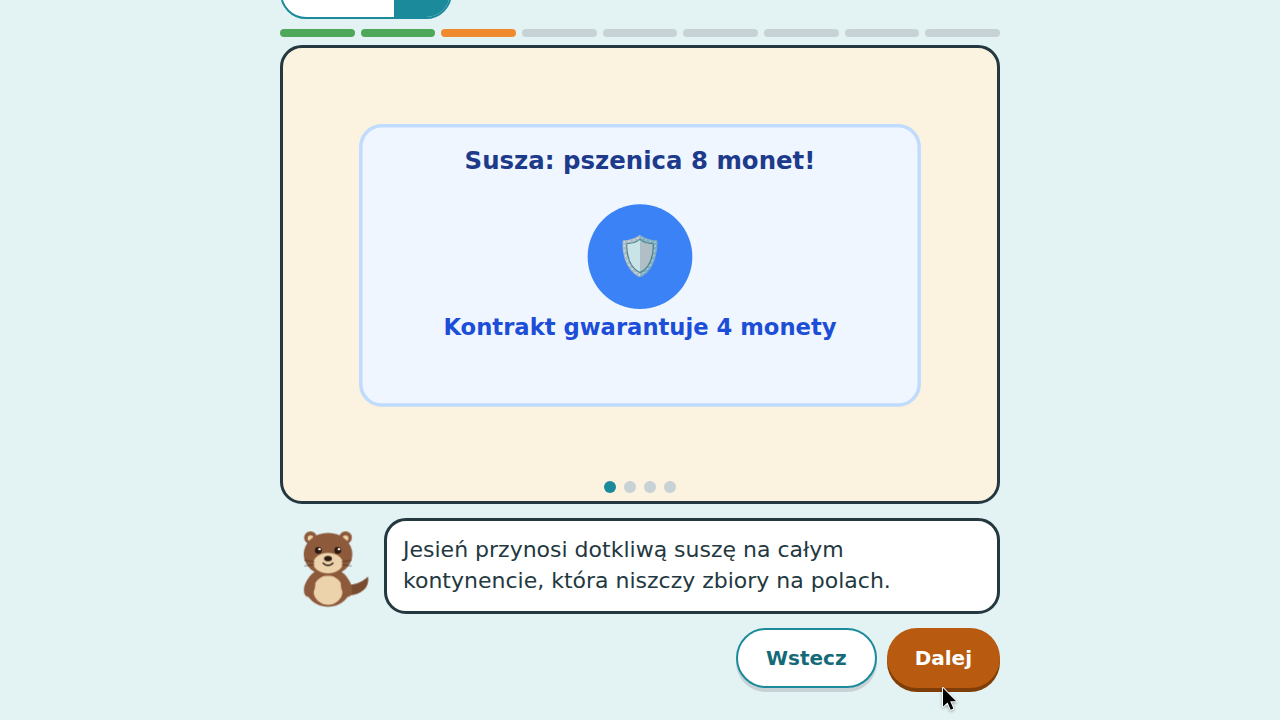 Susza: pszenica 8 monet!
Kontrakt gwarantuje 4 monety
Jesień przynosi dotkliwą suszę na całym
kontynencie, która niszczy zbiory na polach.
Wstecz
Dalej